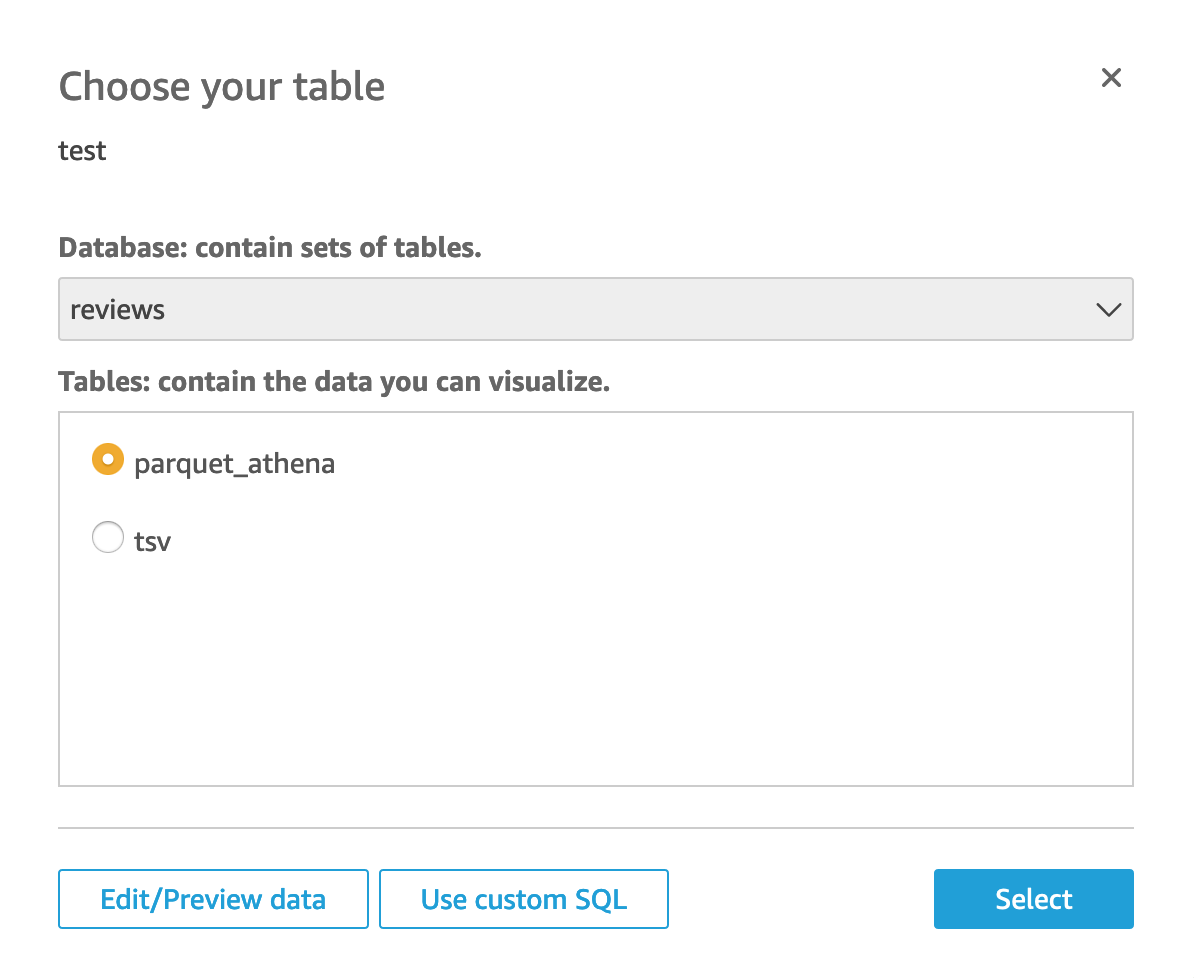 Choose your table
test
Database: contain sets of tables.
reviews
Tables: contain the data you can visualize.
parquet_athena
tsv
Edit/Preview data
Use custom SQL
Select